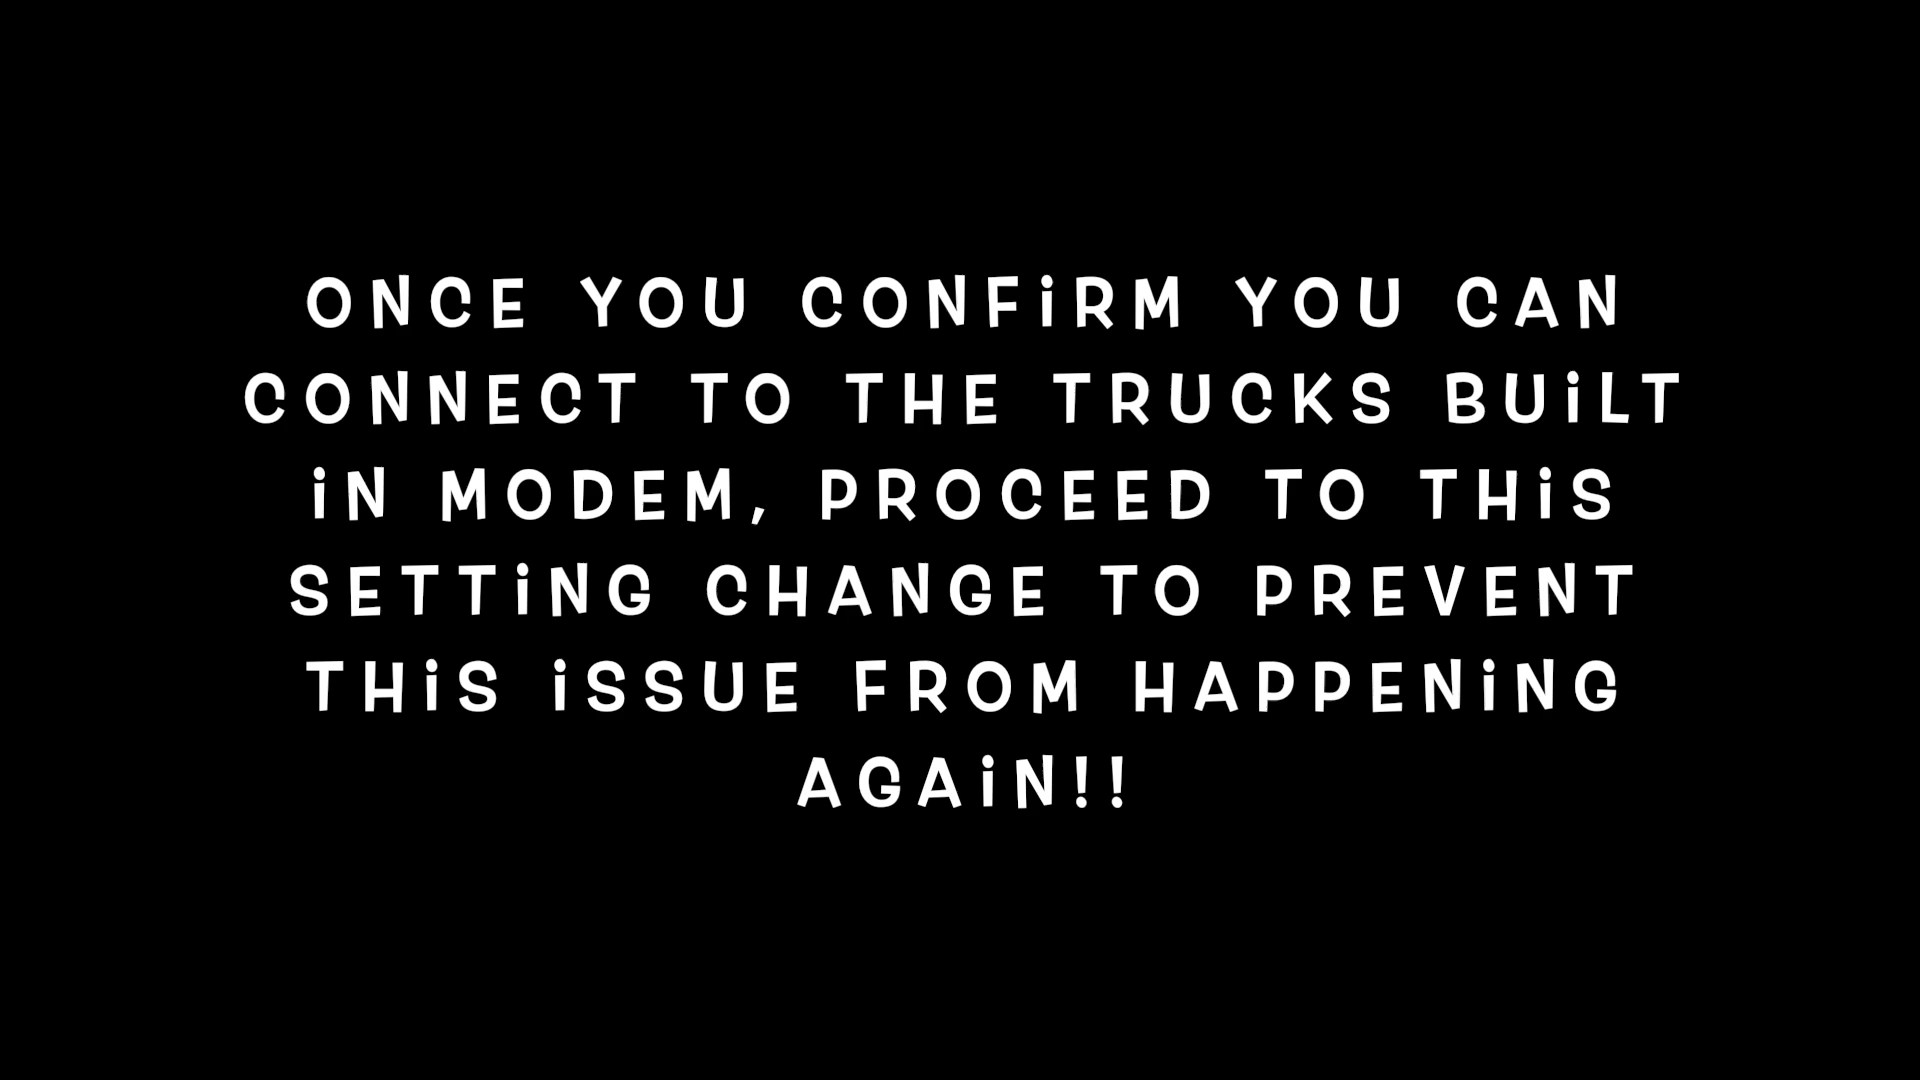 ONCE YOU CONFiRM YOU CAN
CONNECT TO THE TRUCKS BUiLT
iN MODEM, PROCEED TO THiS
SETTiNG CHANGE TO PREVENT
THiS iSSUE FROM HAPPENiNG
AGAiN!!